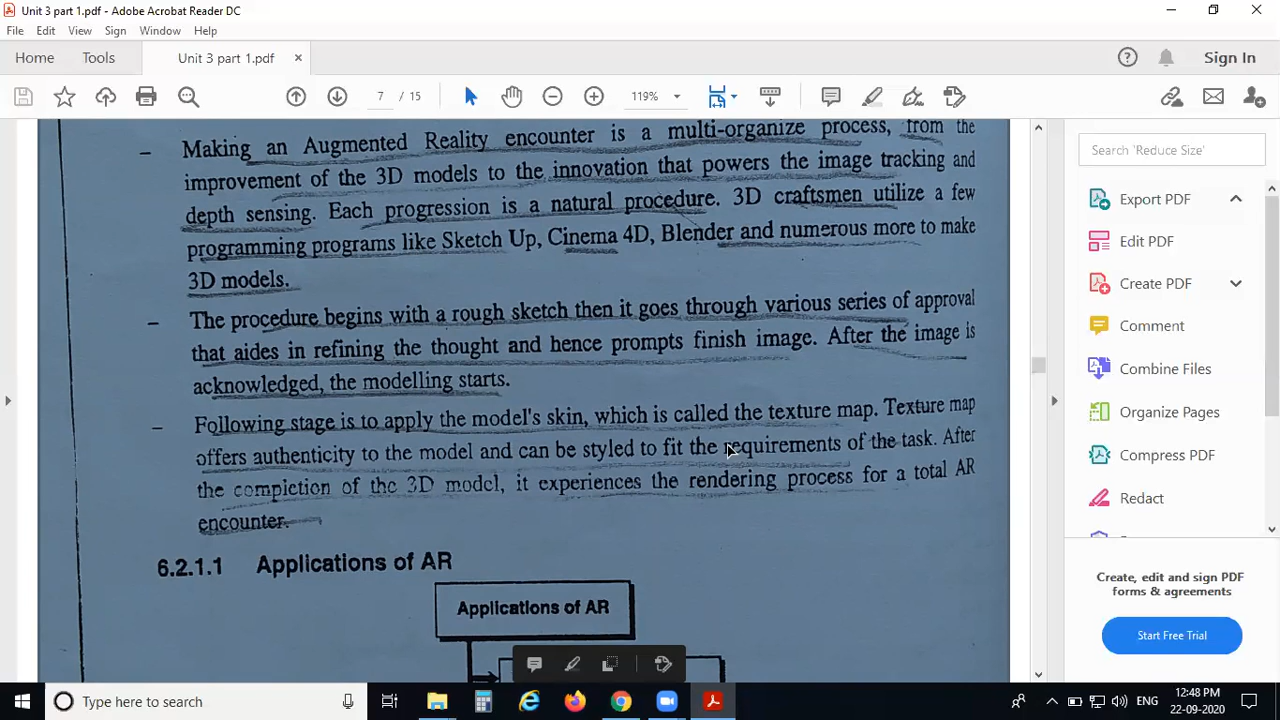 Unit 3 part 1.pdf - Adobe Acrobat Reader DC
File Edit View Sign Window Help
Home Tools Unit 3 part 1.pdf × Sign In
7 / 15 119%
– Making an Augmented Reality encounter is a multi-organize process, from the
improvement of the 3D models to the innovation that powers the image tracking and
depth sensing. Each progression is a natural procedure. 3D craftsmen utilize a few
programming programs like Sketch Up, Cinema 4D, Blender and numerous more to make
3D models.
– The procedure begins with a rough sketch then it goes through various series of approval
that aides in refining the thought and hence prompts finish image. After the image is
acknowledged, the modelling starts.
– Following stage is to apply the model's skin, which is called the texture map. Texture map
offers authenticity to the model and can be styled to fit the requirements of the task. After
the completion of the 3D model, it experiences the rendering process for a total AR
encounter.
6.2.1.1 Applications of AR
Applications of AR
Search 'Reduce Size'
Export PDF
Edit PDF
Create PDF
Comment
Combine Files
Organize Pages
Compress PDF
Redact
Create, edit and sign PDF
forms & agreements
Start Free Trial
Type here to search
ENG
12:48 PM
22-09-2020